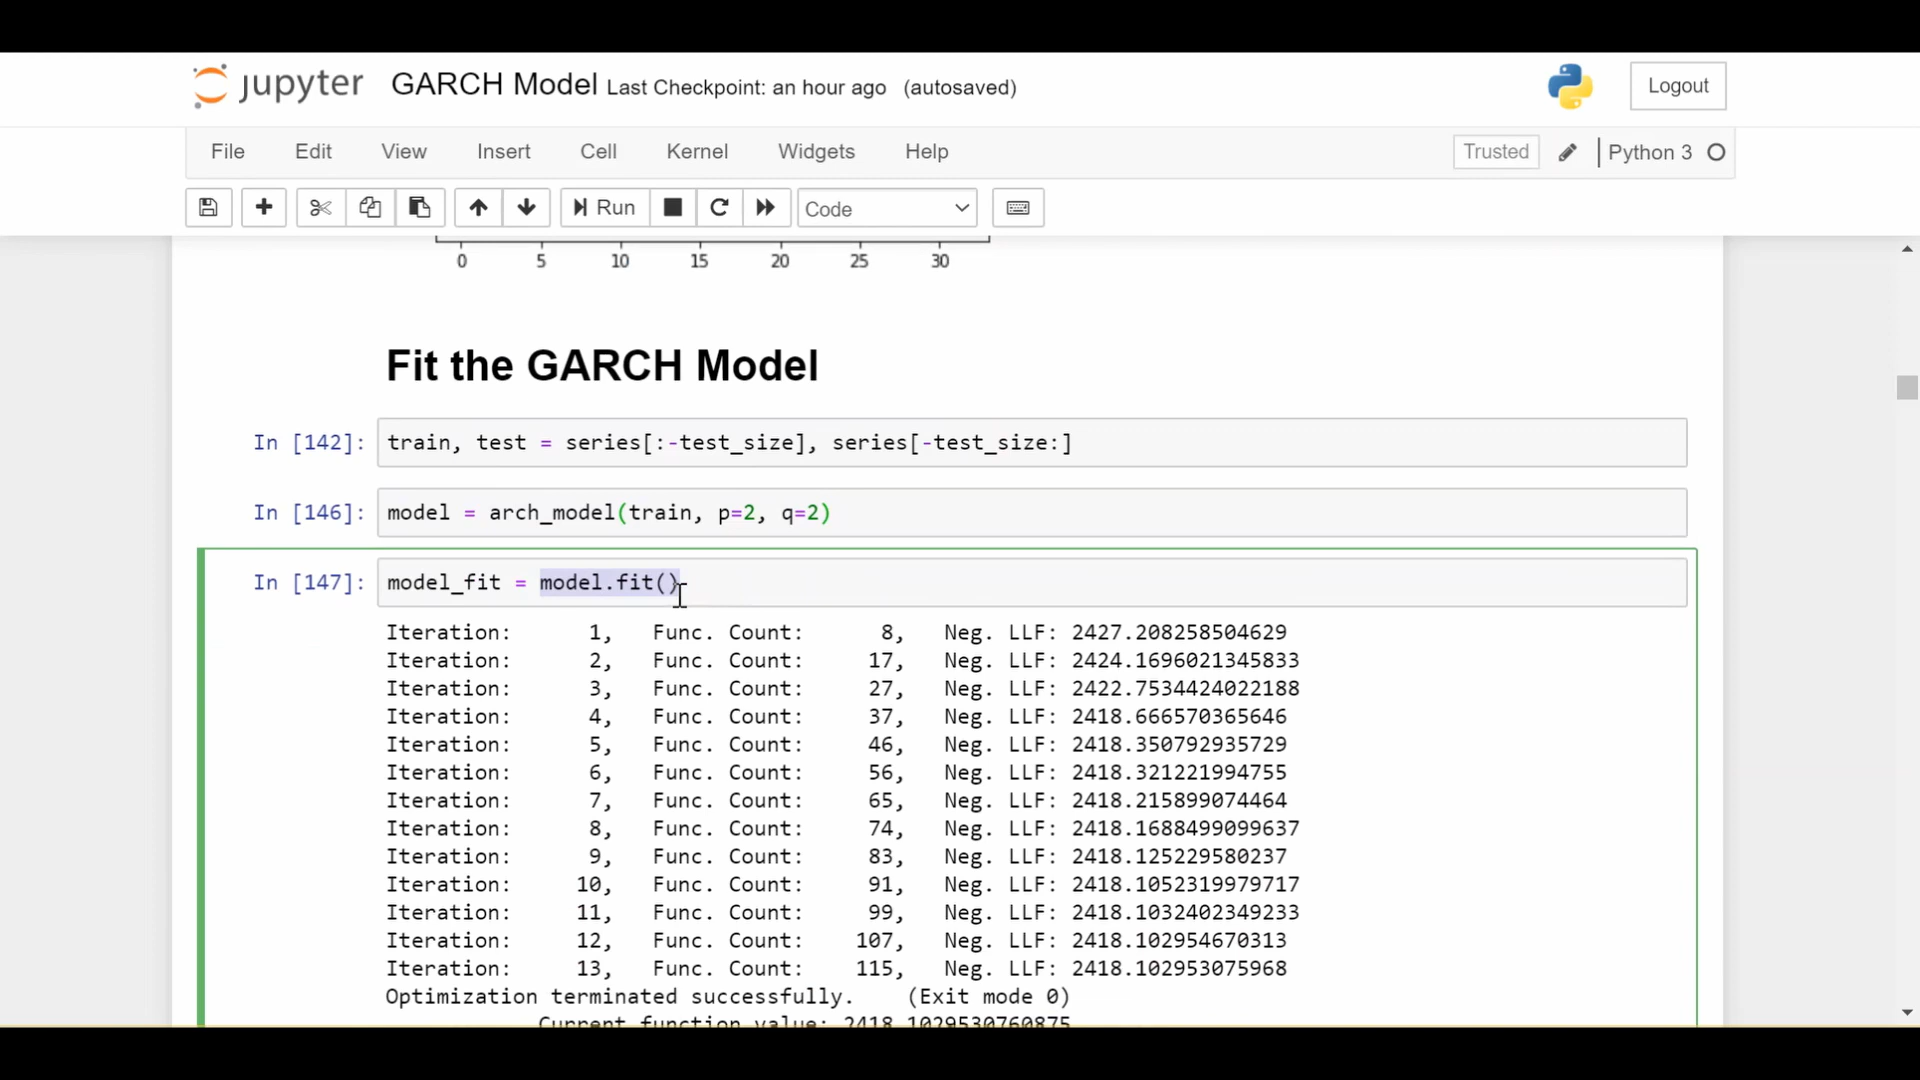 jupyter GARCH Model Last Checkpoint: an hour ago (autosaved) Logout
File Edit View Insert Cell Kernel Widgets Help Trusted Python 3
Run Code
0 5 10 15 20 25 30
Fit the GARCH Model
In [142]: train, test = series[:-test_size], series[-test_size:]
In [146]: model = arch_model(train, p=2, q=2)
In [147]: model_fit = model.fit()
Iteration: 1, Func. Count: 8, Neg. LLF: 2427.208258504629
Iteration: 2, Func. Count: 17, Neg. LLF: 2424.1696021345833
Iteration: 3, Func. Count: 27, Neg. LLF: 2422.7534424022188
Iteration: 4, Func. Count: 37, Neg. LLF: 2418.666570365646
Iteration: 5, Func. Count: 46, Neg. LLF: 2418.350792935729
Iteration: 6, Func. Count: 56, Neg. LLF: 2418.321221994755
Iteration: 7, Func. Count: 65, Neg. LLF: 2418.215899074464
Iteration: 8, Func. Count: 74, Neg. LLF: 2418.1688499099637
Iteration: 9, Func. Count: 83, Neg. LLF: 2418.125229580237
Iteration: 10, Func. Count: 91, Neg. LLF: 2418.1052319979717
Iteration: 11, Func. Count: 99, Neg. LLF: 2418.1032402349233
Iteration: 12, Func. Count: 107, Neg. LLF: 2418.102954670313
Iteration: 13, Func. Count: 115, Neg. LLF: 2418.102953075968
Optimization terminated successfully. (Exit mode 0)
Current function value: 2418.1029530760875